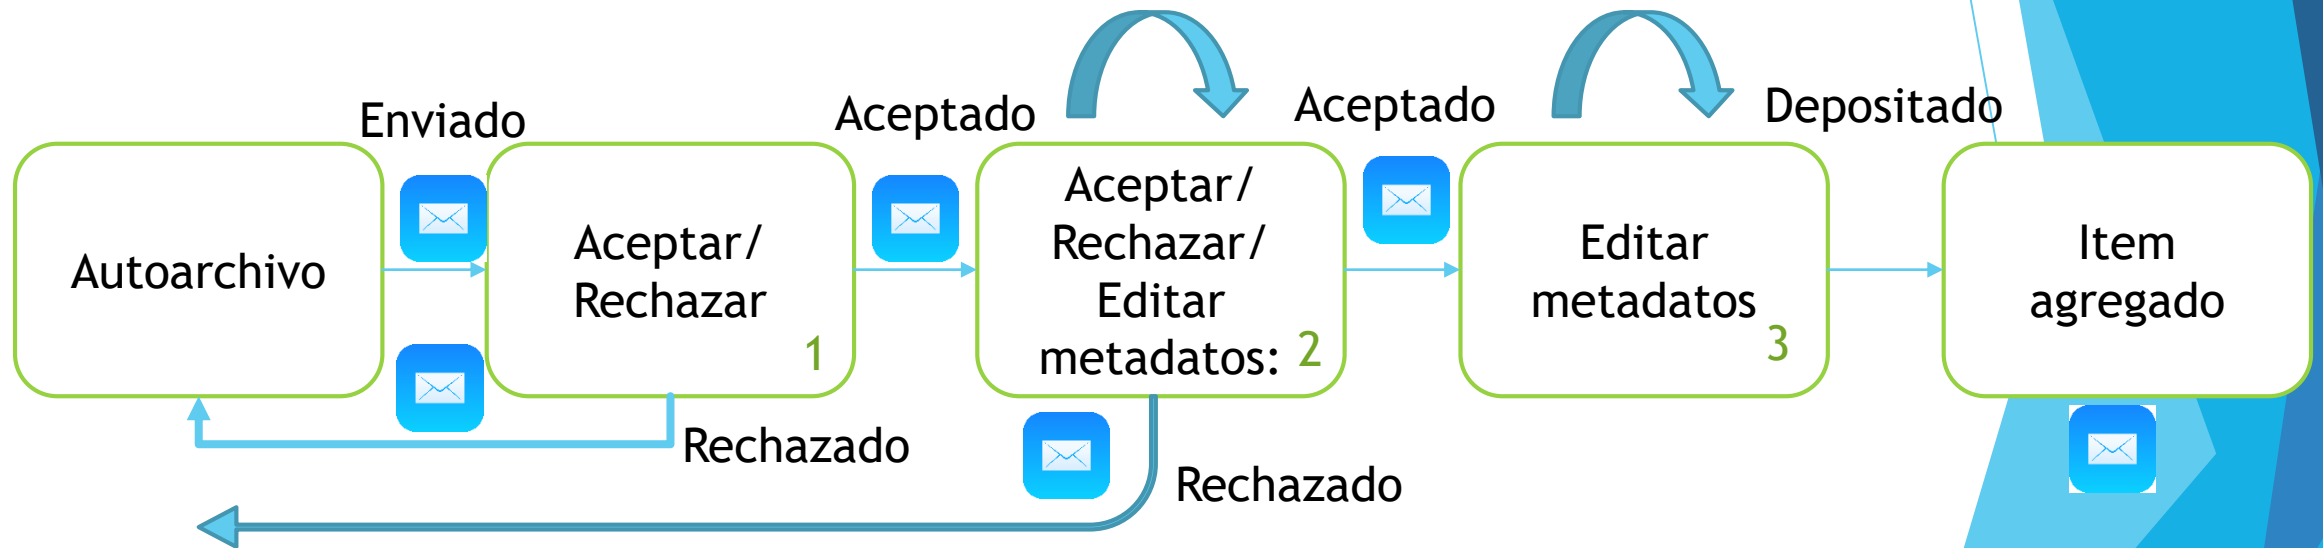 Enviado
Aceptado
Aceptado
Depositado
Autoarchivo
Aceptar/
Rechazar
1
Aceptar/
Rechazar/
Editar
metadatos:
2
Editar
metadatos
3
Item
agregado
Rechazado
Rechazado